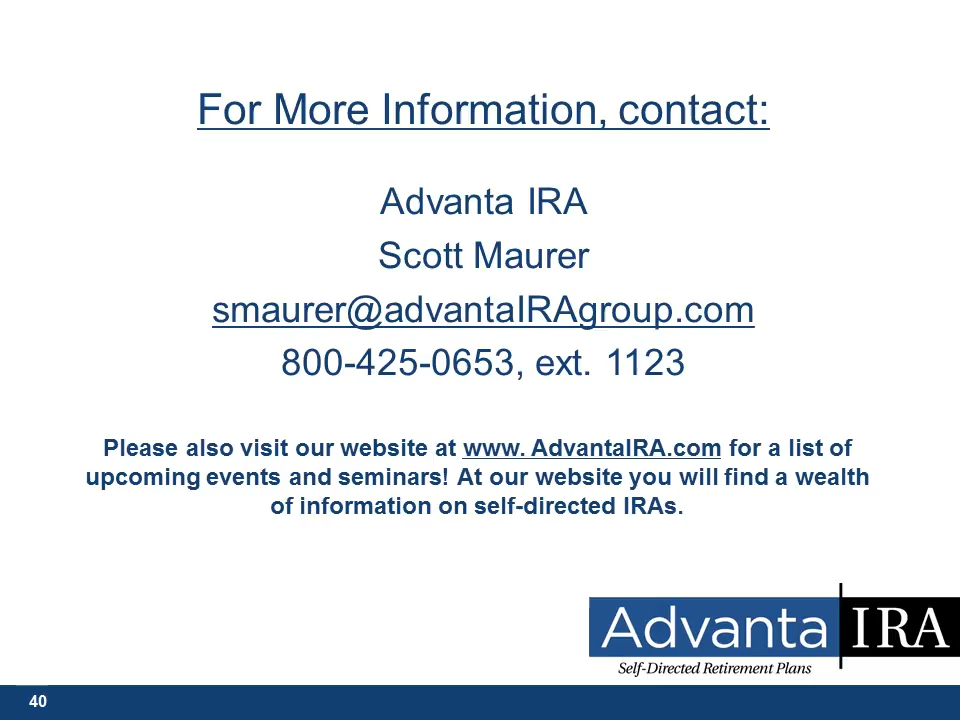 For More Information, contact:
Advanta IRA
Scott Maurer
smaurer@advantaIRAgroup.com
800-425-0653, ext. 1123
Please also visit our website at www. AdvantaIRA.com for a list of
upcoming events and seminars! At our website you will find a wealth
of information on self-directed IRAs.
Advanta IRA
Self-Directed Retirement Plans
40